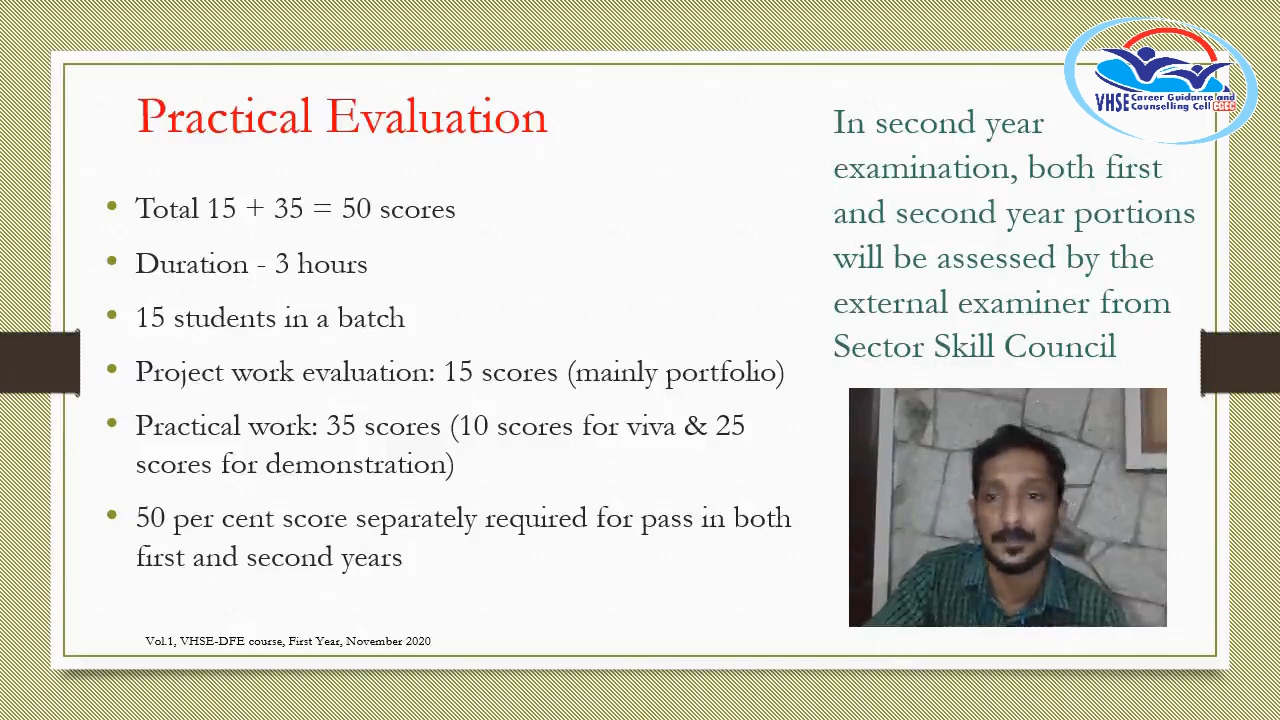 Practical Evaluation
• Total 15 + 35 = 50 scores
• Duration - 3 hours
• 15 students in a batch
• Project work evaluation: 15 scores (mainly portfolio)
• Practical work: 35 scores (10 scores for viva & 25
scores for demonstration)
• 50 per cent score separately required for pass in both
first and second years
Vol.1, VHSE-DFE course, First Year, November 2020
VHSE Career Guidance and
Counselling Cell CGCC
In second year
examination, both first
and second year portions
will be assessed by the
external examiner from
Sector Skill Council